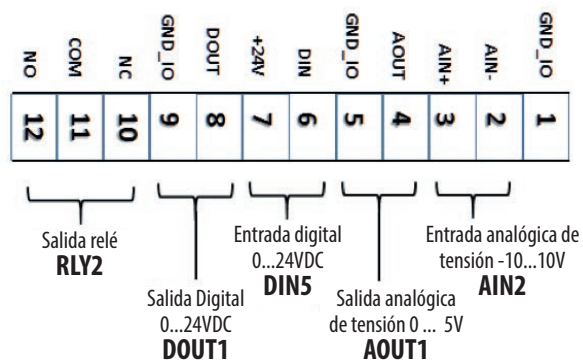 NO
COM
NC
GND_IO
DOUT
+24V
DIN
GND_IO
AOUT
AIN+
AIN-
GND_IO
12
11
10
9
8
7
6
5
4
3
2
1
Salida relé
RLY2
Salida Digital
0...24VDC
DOUT1
Entrada digital
0...24VDC
DIN5
Salida analógica
de tensión 0 ... 5V
AOUT1
Entrada analógica de
tensión -10...10V
AIN2